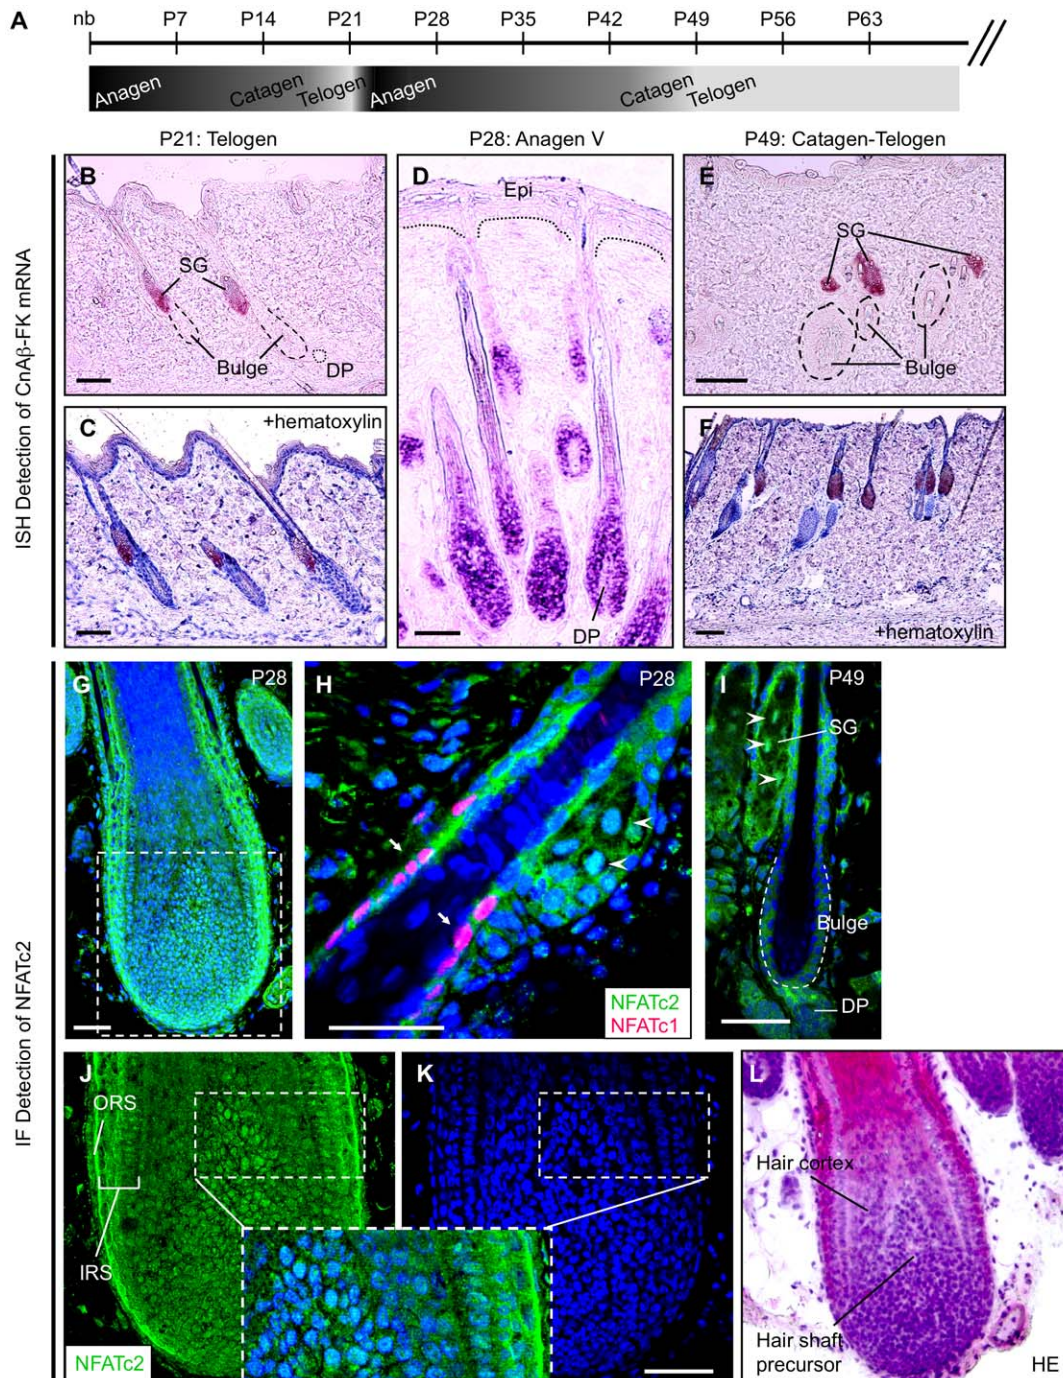 A
nb P7 P14 P21 P28 P35 P42 P49 P56 P63
Anagen Catagen Telogen Anagen Catagen Telogen
P21: Telogen
P28: Anagen V
P49: Catagen-Telogen
ISH Detection of CnAβ-FK mRNA
B
SG
Bulge
DP
C
+hematoxylin
D
Epi
DP
E
SG
Bulge
F
+hematoxylin
IF Detection of NFATc2
G
P28
H
P28
NFATc2
NFATc1
I
P49
SG
Bulge
DP
J
ORS
IRS
NFATc2
K
L
Hair cortex
Hair shaft
precursor
HE